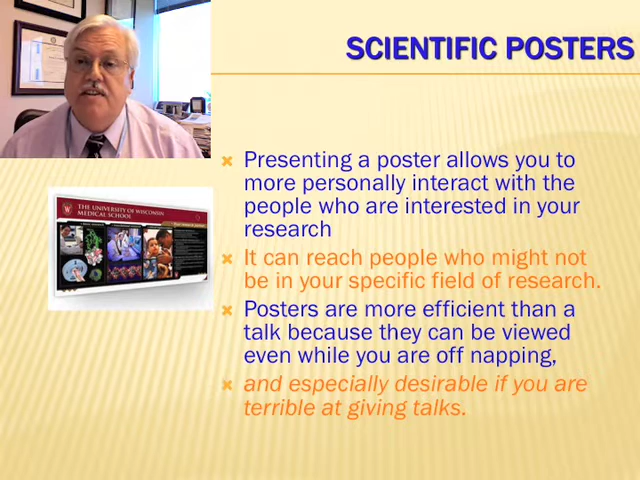 SCIENTIFIC POSTERS
THE UNIVERSITY OF WISCONSIN
MEDICAL SCHOOL
Presenting a poster allows you to
more personally interact with the
people who are interested in your
research
It can reach people who might not
be in your specific field of research.
Posters are more efficient than a
talk because they can be viewed
even while you are off napping,
and especially desirable if you are
terrible at giving talks.